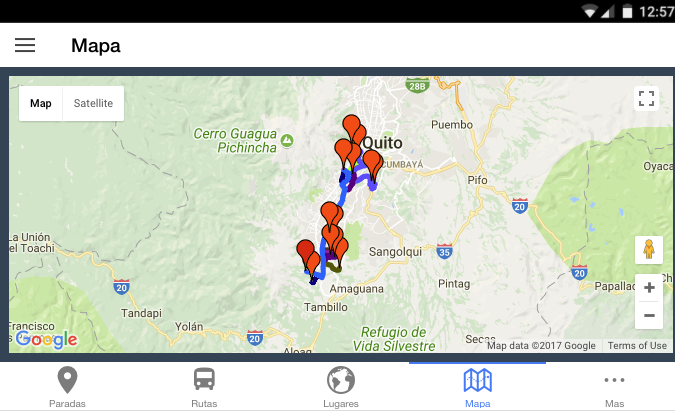 12:57
Mapa
Map
Satellite
28B
Puembo
Cerro Guagua
Pichincha
Quito
CUMBAYÁ
Pifo
Oyaca
20
La Unión
del Toachi
Sangolqui
35
20
20
Amaguana
Pintag
Papallac
Tambillo
Tandapi
Francisco
Yolán
20
Refugio de
Vida Silvestre
Aloag
Google
Map data ©2017 Google
Terms of Use
Paradas
Rutas
Lugares
Mapa
Mas